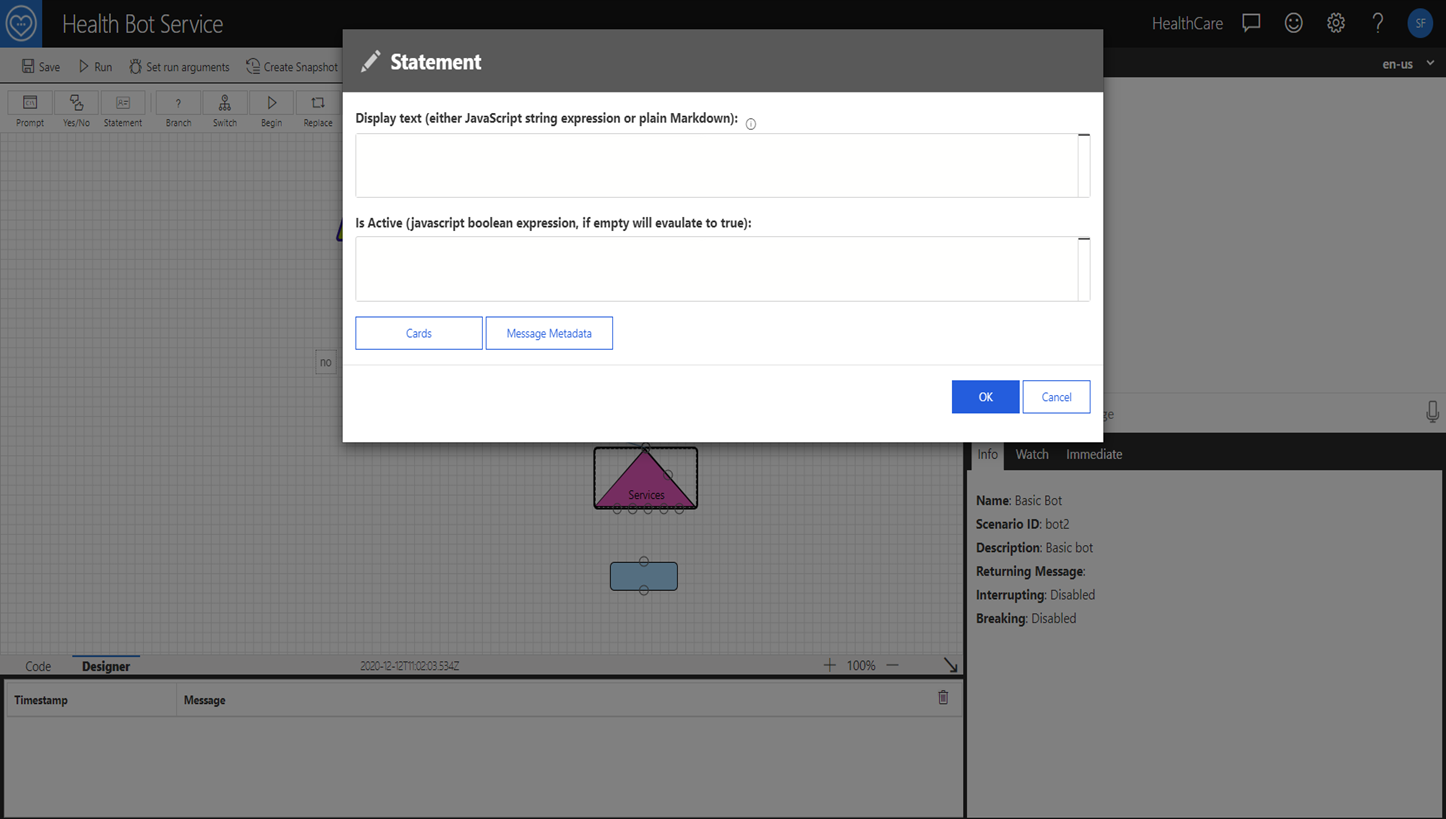 Health Bot Service
HealthCare
SF
Save
Run
Set run arguments
Create Snapshot
en-us
Prompt
Yes/No
Statement
Branch
Switch
Begin
Replace
Statement
Display text (either JavaScript string expression or plain Markdown):
Is Active (javascript boolean expression, if empty will evaulate to true):
Cards
Message Metadata
OK
Cancel
no
Services
Info
Watch
Immediate
Name: Basic Bot
Scenario ID: bot2
Description: Basic bot
Returning Message:
Interrupting: Disabled
Breaking: Disabled
Code
Designer
2020-12-12T11:02:03.534Z
100%
Timestamp
Message